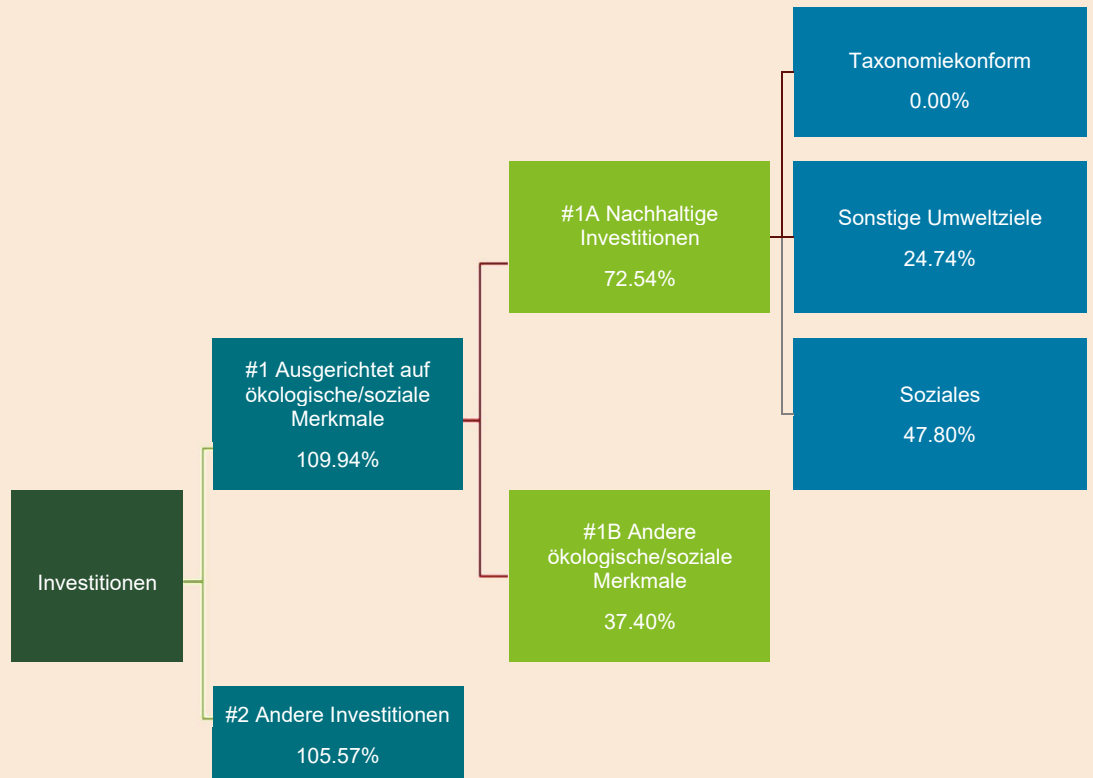 Taxonomiekonform
0.00%
#1A Nachhaltige
Investitionen
72.54%
Sonstige Umweltziele
24.74%
#1 Ausgerichtet auf
ökologische/soziale
Merkmale
109.94%
Soziales
47.80%
Investitionen
#1B Andere
ökologische/soziale
Merkmale
37.40%
#2 Andere Investitionen
105.57%